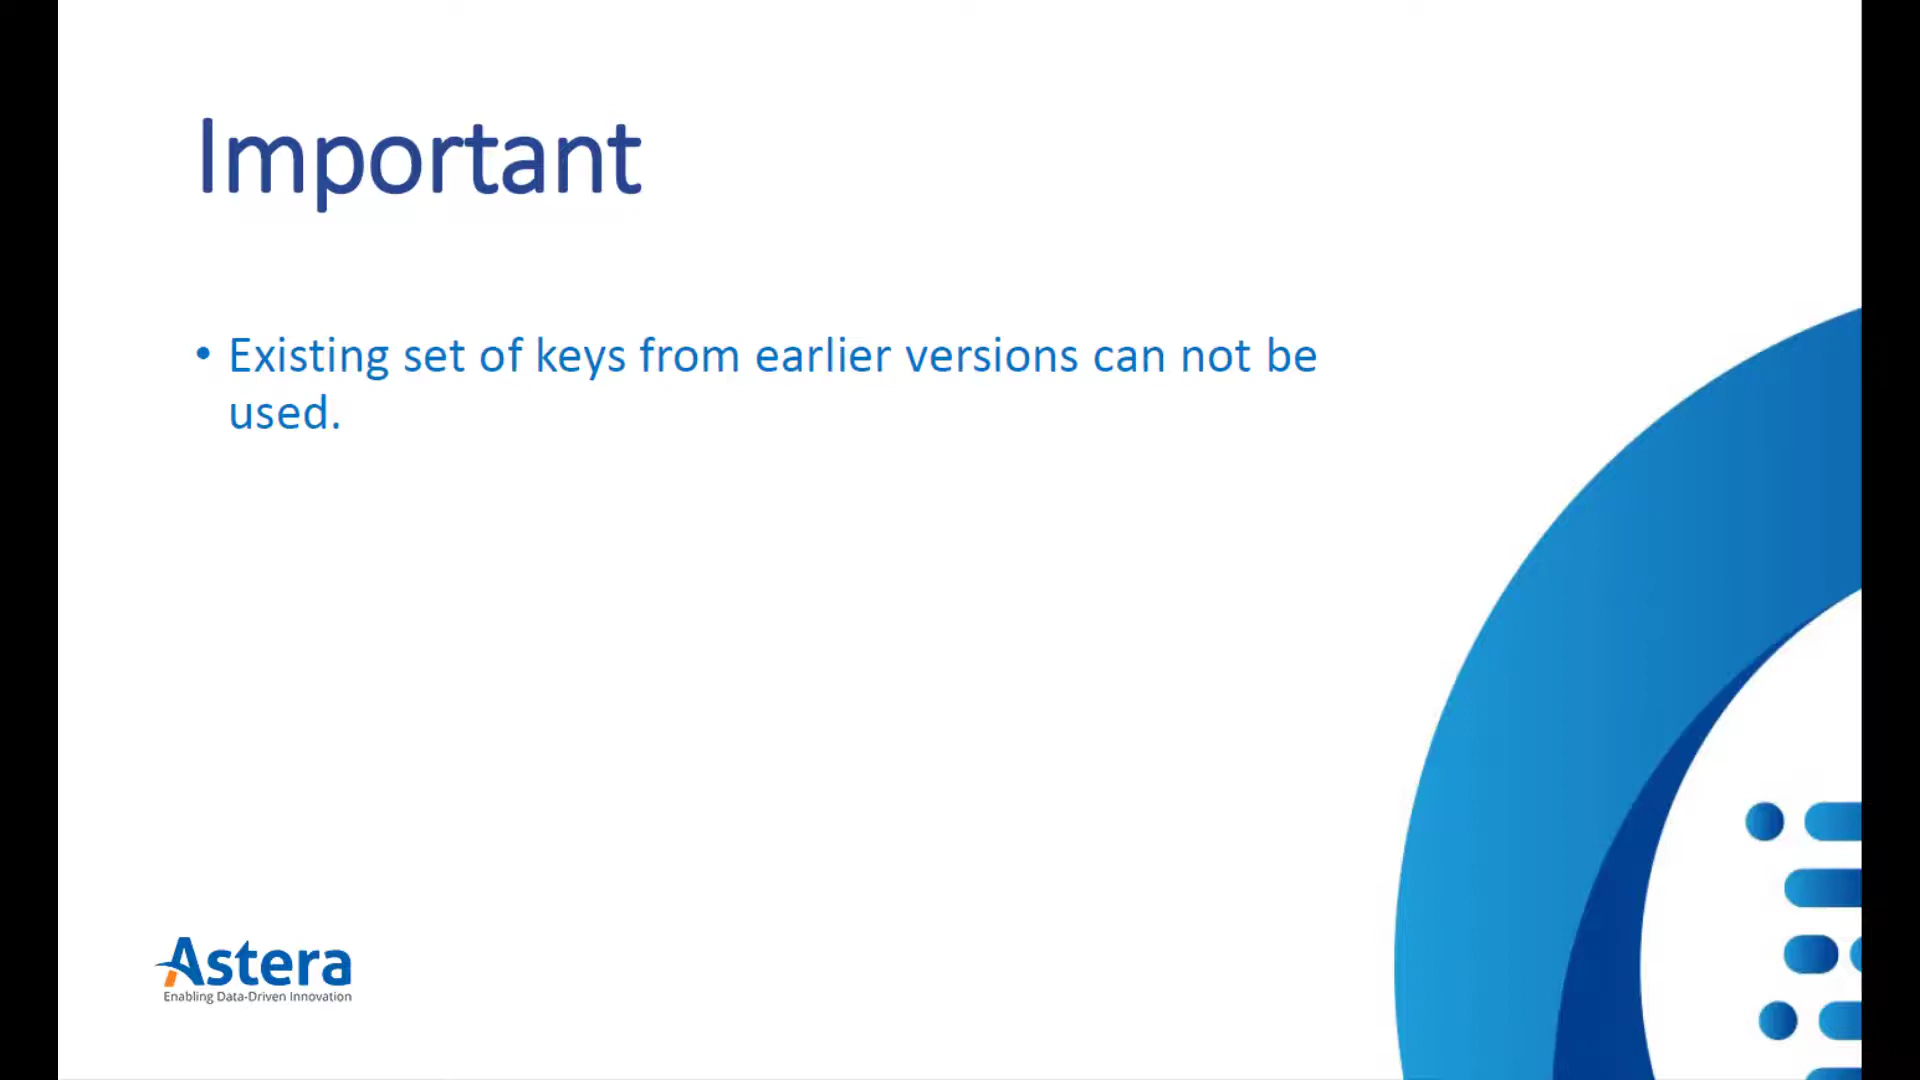 Important
• Existing set of keys from earlier versions can not be
used.
Astera
Enabling Data-Driven Innovation